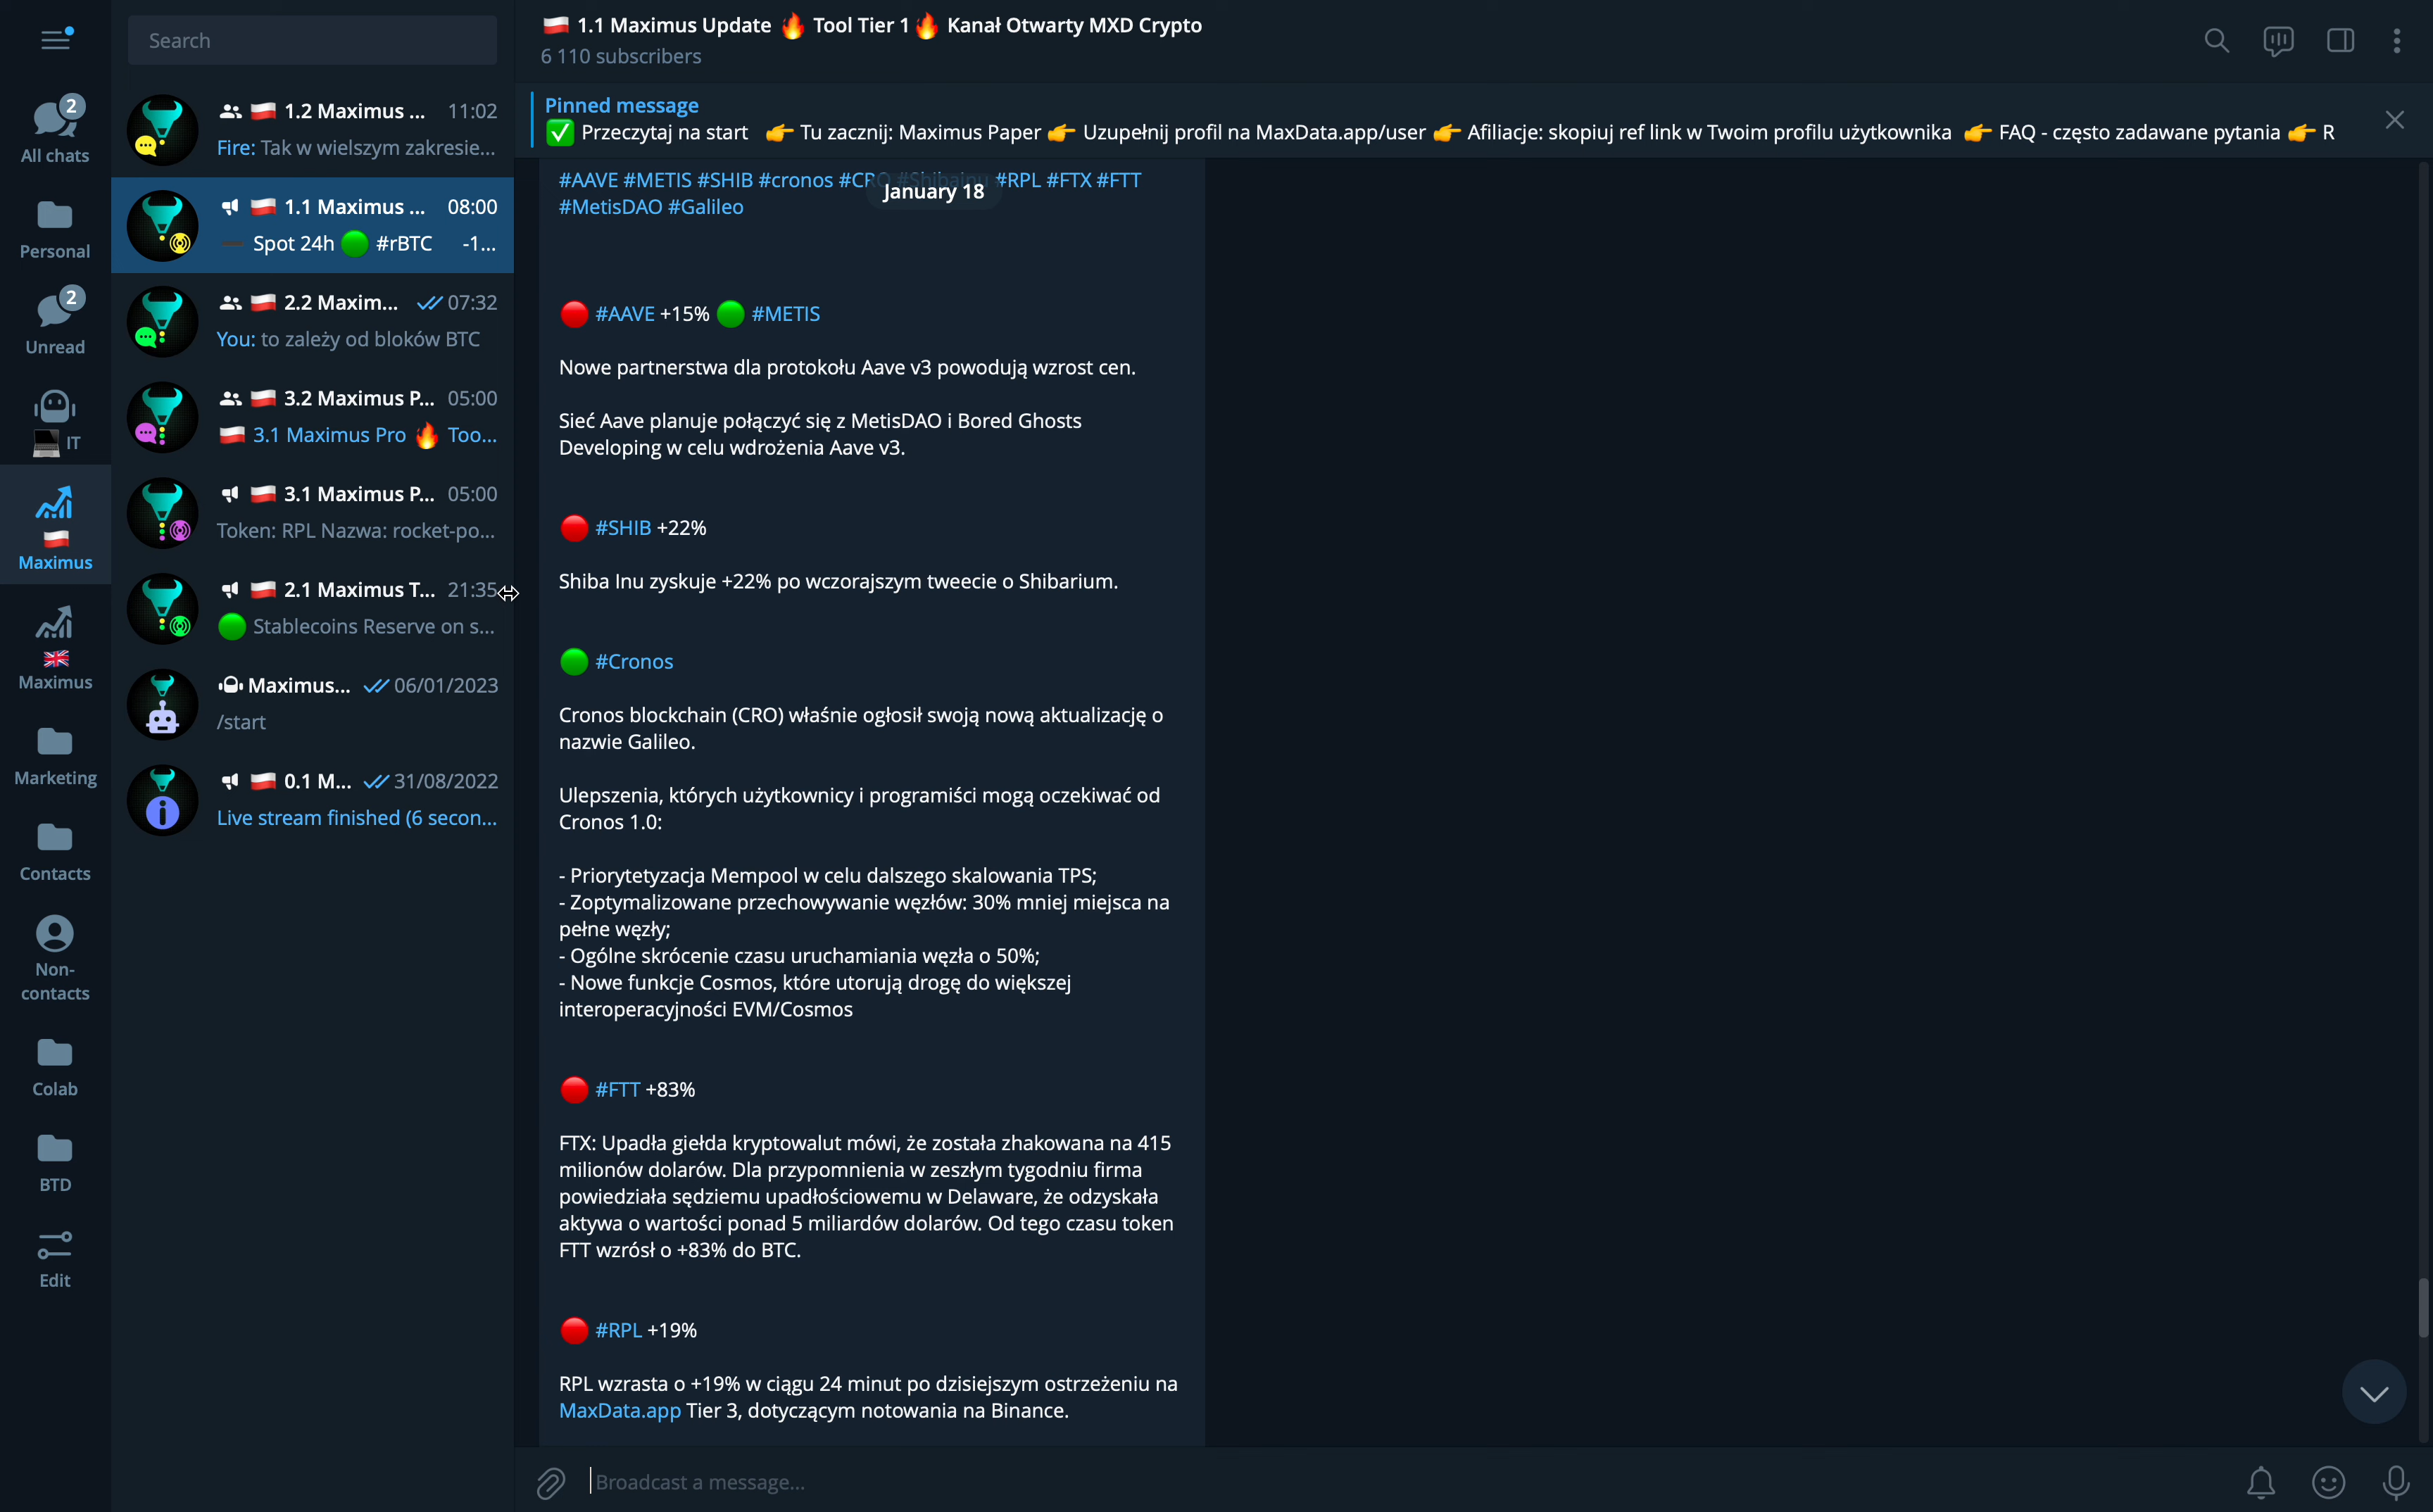 2
All chats
Personal
2
Unread
IT
Maximus
Maximus
Marketing
Contacts
Non-
contacts
Colab
BTD
Edit
Search
1.2 Maximus ... 11:02
Fire: Tak w wielszym zakresie...
1.1 Maximus ... 08:00
Spot 24h #rBTC -1...
2.2 Maxim... 07:32
You: to zależy od bloków BTC
3.2 Maximus P... 05:00
3.1 Maximus Pro Too...
3.1 Maximus P... 05:00
Token: RPL Nazwa: rocket-po...
2.1 Maximus T... 21:35
Stablecoins Reserve on s...
Maximus... 06/01/2023
/start
0.1 M... 31/08/2022
Live stream finished (6 secon...
1.1 Maximus Update 🔥 Tool Tier 1 🔥 Kanał Otwarty MXD Crypto
6 110 subscribers
Pinned message
✅ Przeczytaj na start 👉 Tu zacznij: Maximus Paper 👉 Uzupełnij profil na MaxData.app/user 👉 Afiliacje: skopiuj ref link w Twoim profilu użytkownika 👉 FAQ - często zadawane pytania 👉 R
January 18
#AAVE #METIS #SHIB #cronos #CRO #Shibainu #RPL #FTX #FTT
#MetisDAO #Galileo
🔴 #AAVE +15% 🟢 #METIS
Nowe partnerstwa dla protokołu Aave v3 powodują wzrost cen.
Sieć Aave planuje połączyć się z MetisDAO i Bored Ghosts
Developing w celu wdrożenia Aave v3.
🔴 #SHIB +22%
Shiba Inu zyskuje +22% po wczorajszym tweecie o Shibarium.
🟢 #Cronos
Cronos blockchain (CRO) właśnie ogłosił swoją nową aktualizację o
nazwie Galileo.
Ulepszenia, których użytkownicy i programiści mogą oczekiwać od
Cronos 1.0:
- Priorytetyzacja Mempool w celu dalszego skalowania TPS;
- Zoptymalizowane przechowywanie węzłów: 30% mniej miejsca na
pełne węzły;
- Ogólne skrócenie czasu uruchamiania węzła o 50%;
- Nowe funkcje Cosmos, które utorują drogę do większej
interoperacyjności EVM/Cosmos
🔴 #FTT +83%
FTX: Upadła giełda kryptowalut mówi, że została zhakowana na 415
milionów dolarów. Dla przypomnienia w zeszłym tygodniu firma
powiedziała sędziemu upadłościowemu w Delaware, że odzyskała
aktywa o wartości ponad 5 miliardów dolarów. Od tego czasu token
FTT wzrósł o +83% do BTC.
🔴 #RPL +19%
RPL wzrasta o +19% w ciągu 24 minut po dzisiejszym ostrzeżeniu na
MaxData.app Tier 3, dotyczącym notowania na Binance.
Broadcast a message...